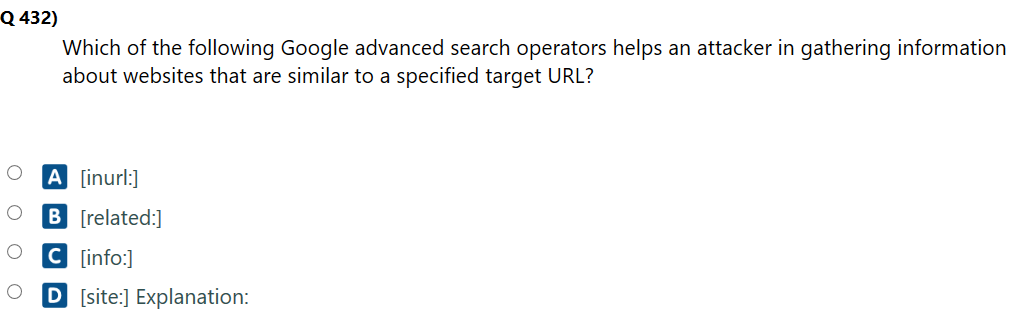 Q 432)
Which of the following Google advanced search operators helps an attacker in gathering information
about websites that are similar to a specified target URL?
A [inurl:]
B [related:]
C [info:]
D [site:] Explanation: